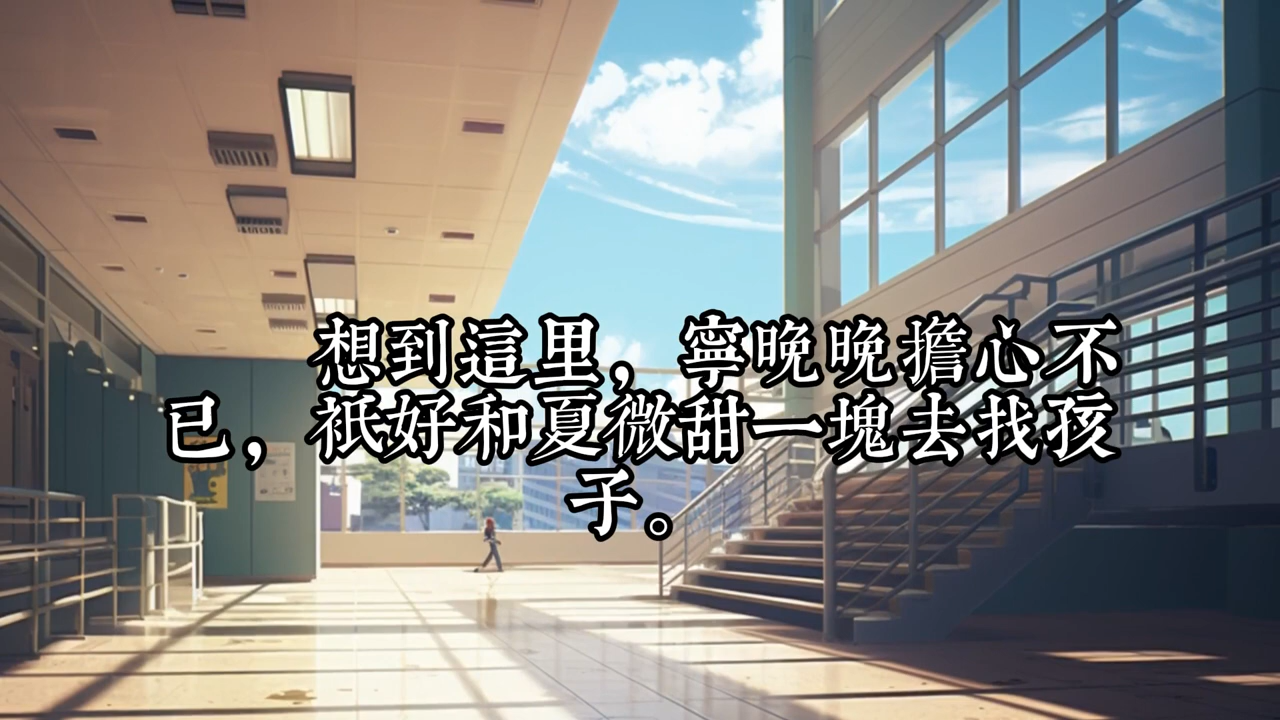 想到這里，寧晚晚擔心不
已，祇好和夏微甜一塊去找孩
子。